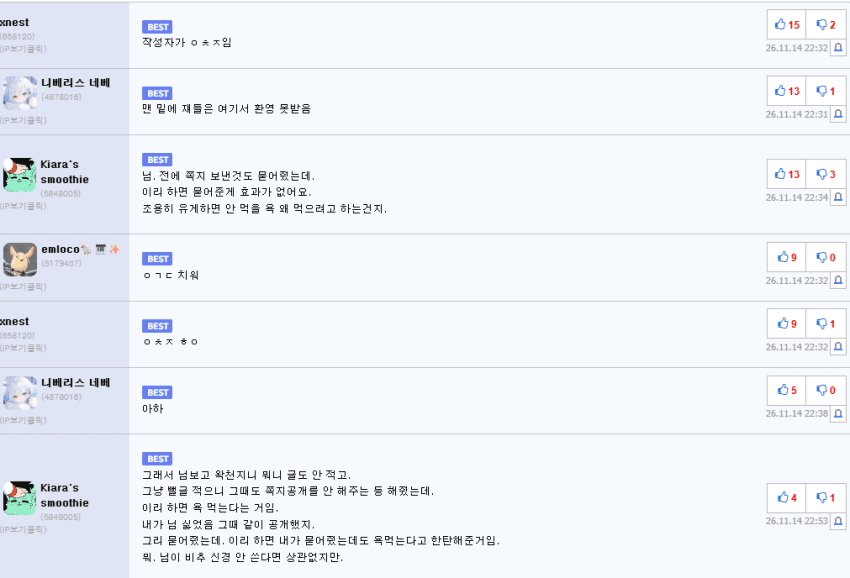 xnest
(658120)
(IP보기클릭)
BEST
작성자가 ㅇㅊㅈ임
15
2
26.11.14 22:32
니베리스 네베
(4878016)
(IP보기클릭)
BEST
맨 밑에 쟤들은 여기서 환영 못받음
13
1
26.11.14 22:31
Kiara's
smoothie
(5848005)
(IP보기클릭)
BEST
님. 전에 쪽지 보낸것도 묻어줬는데.
이리 하면 묻어준게 효과가 없어요.
조용히 유게하면 안 먹을 욕 왜 먹으려고 하는건지.
13
3
26.11.14 22:34
emloco
(5179487)
(IP보기클릭)
BEST
ㅇㄱㄷ 치워
9
0
26.11.14 22:32
xnest
(658120)
(IP보기클릭)
BEST
ㅇㅊㅈ ㅎㅇ
9
1
26.11.14 22:32
니베리스 네베
(4878016)
(IP보기클릭)
BEST
아하
5
0
26.11.14 22:38
Kiara's
smoothie
(5848005)
(IP보기클릭)
BEST
그래서 님보고 왁천지니 뭐니 글도 안 적고.
그냥 뻘글 적으니 그때도 쪽지공개를 안 해주는 등 해줬는데.
이리 하면 욕 먹는다는 거임.
내가 님 싫었음 그때 같이 공개했지.
그리 묻어줬는데. 이리 하면 내가 묻어줬는데도 욕먹는다고 한탄해준거임.
뭐. 님이 비추 신경 안 쓴다면 상관없지만.
4
1
26.11.14 22:53